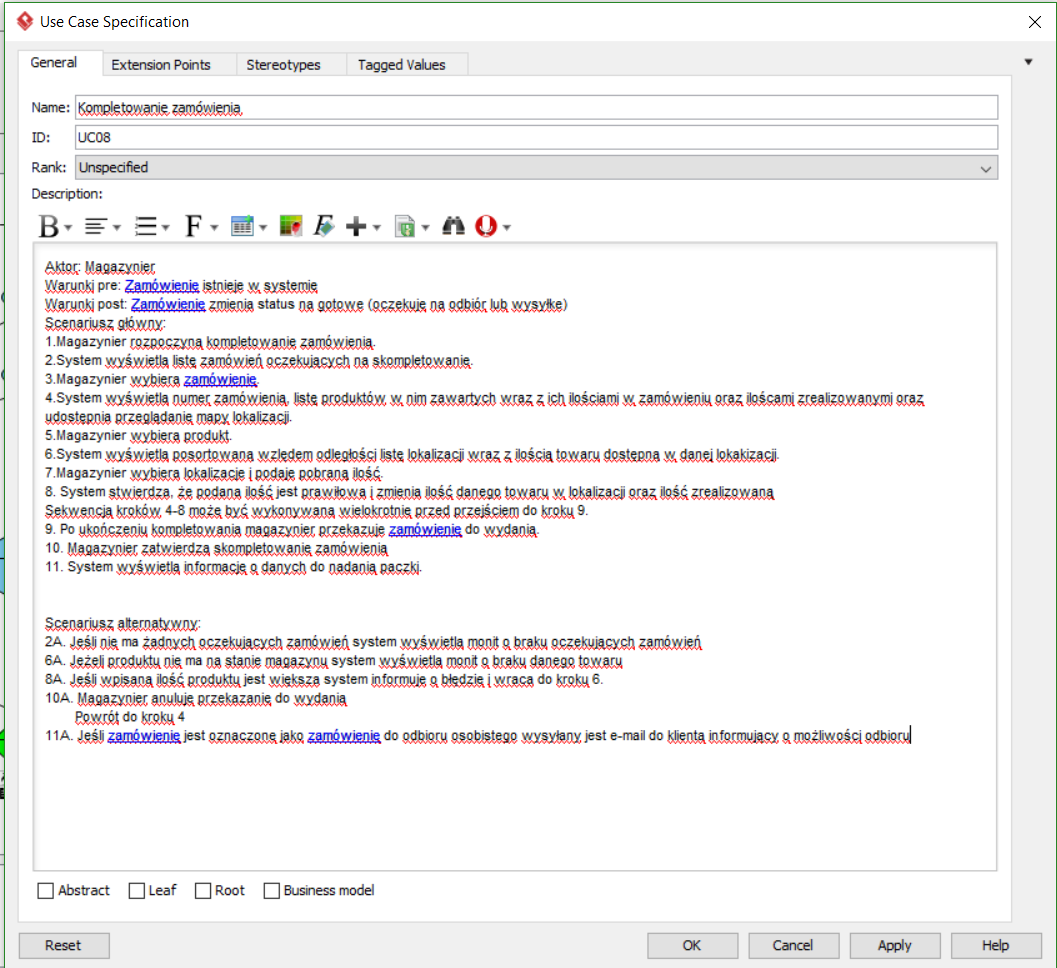 Use Case Specification
General
Extension Points
Stereotypes
Tagged Values
Name: Kompletowanie zamówienia
ID: UC08
Rank: Unspecified
Description:
B F F
Aktor: Magazynier
Warunki pre: Zamówienie istnieje w systemie
Warunki post: Zamówienie zmienia status na gotowe (oczekuje na odbiór lub wysyłke)
Scenariusz główny:
1.Magazynier rozpoczyna kompletowanie zamówienia.
2.System wyświetla listę zamówień oczekujących na skompletowanie.
3.Magazynier wybiera zamówienie.
4.System wyświetla numer zamówienia, listę produktów w nim zawartych wraz z ich ilościami w zamówieniu oraz ilościami zrealizowanymi oraz
udostępnia przeglądanie mapy lokalizacji.
5.Magazynier wybiera produkt.
6.System wyświetla posortowaną wzlędem odległości listę lokalizacji wraz z ilością towaru dostępną w danej lokakizacji.
7.Magazynier wybiera lokalizacje i podaje pobraną ilość.
8. System stwierdza, że podana ilość jest prawiłowa i zmienia ilość danego towaru w lokalizacji oraz ilość zrealizowaną
Sekwencja kroków 4-8 może być wykonywana wielokrotnie przed przejściem do kroku 9.
9. Po ukończeniu kompletowania magazynier przekazuje zamówienie do wydania.
10. Magazynier zatwierdza skompletowanie zamówienia
11. System wyświetla informację o danych do nadania paczki.
Scenariusz alternatywny:
2A. Jeśli nie ma żadnych oczekujących zamówień system wyświetla monit o braku oczekujących zamówień
6A. Jeżeli produktu nie ma na stanie magazynu system wyświetla monit o braku danego towaru
8A. Jeśli wpisana ilość produktu jest większa system informuje o błędzie i wraca do kroku 6.
10A. Magazynier anuluje przekazanie do wydania
Powrót do kroku 4
11A. Jeśli zamówienie jest oznaczone jako zamówienie do odbioru osobistego wysyłany jest e-mail do klienta informujący o możliwości odbioru
Abstract Leaf Root Business model
Reset OK Cancel Apply Help